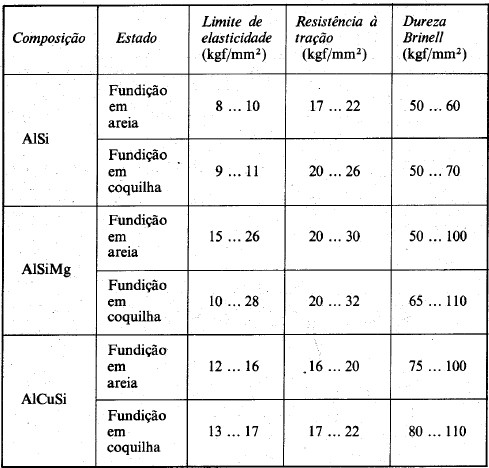 Composição Estado Limite de elasticidade (kgf/mm²) Resistência à tração (kgf/mm²) Dureza Brinell
AlSi
Fundição em areia 8 ... 10 17 ... 22 50 ... 60
Fundição em coquilha 9 ... 11 20 ... 26 50 ... 70
AlSiMg
Fundição em areia 15 ... 26 20 ... 30 50 ... 100
Fundição em coquilha 10 ... 28 20 ... 32 65 ... 110
AlCuSi
Fundição em areia 12 ... 16 16 ... 20 75 ... 100
Fundição em coquilha 13 ... 17 17 ... 22 80 ... 110